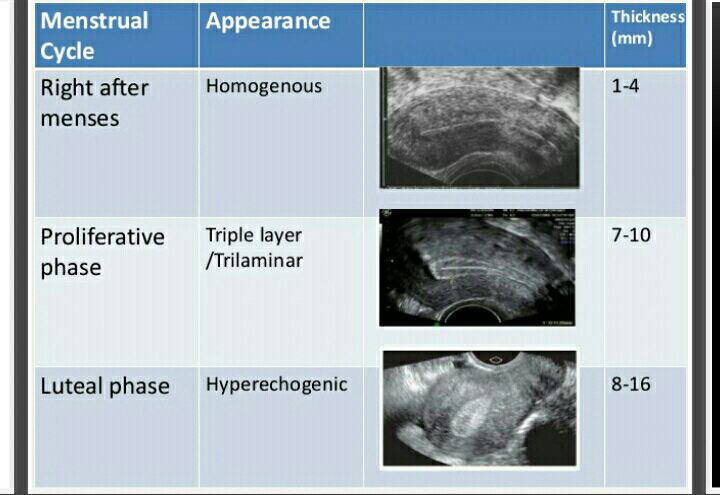 Menstrual Cycle
Appearance
Thickness (mm)
Right after menses
Homogenous
1-4
Proliferative phase
Triple layer /Trilaminar
7-10
Luteal phase
Hyperechogenic
8-16